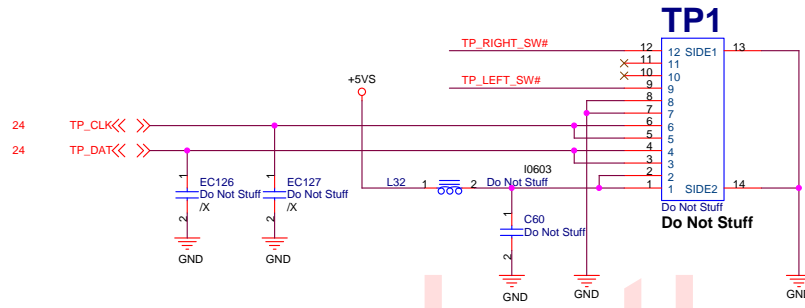 TP1
TP_RIGHT_SW#
12 12 SIDE1 13
11 11
10 10
+5VS
TP_LEFT_SW#
9 9
8 8
7 7
24 TP_CLK
6 6
5 5
24 TP_DAT
4 4
3 3
2 2
1 1 SIDE2 14
L32 1 2 I0603
Do Not Stuff
Do Not Stuff
Do Not Stuff
1 EC126
Do Not Stuff
/X
2
1 EC127
Do Not Stuff
/X
2
1 C60
Do Not Stuff
2
GND
GND
GND
GND
GND